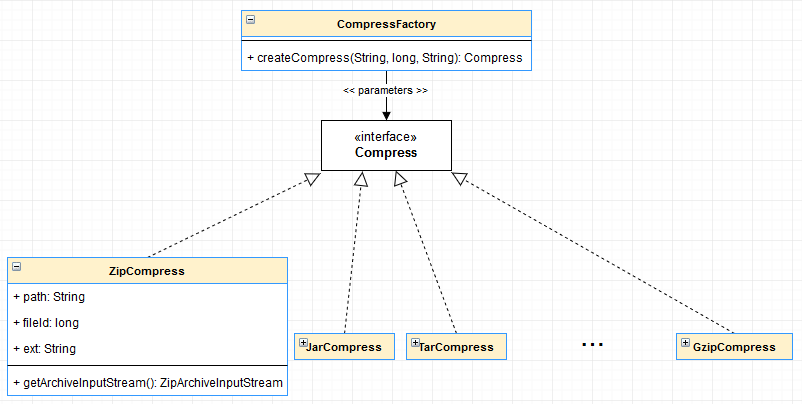 CompressFactory
+ createCompress(String, long, String): Compress
<< parameters >>
«interface»
Compress
ZipCompress
+ path: String
+ fileId: long
+ ext: String
+ getArchiveInputStream(): ZipArchiveInputStream
JarCompress
TarCompress
...
GzipCompress